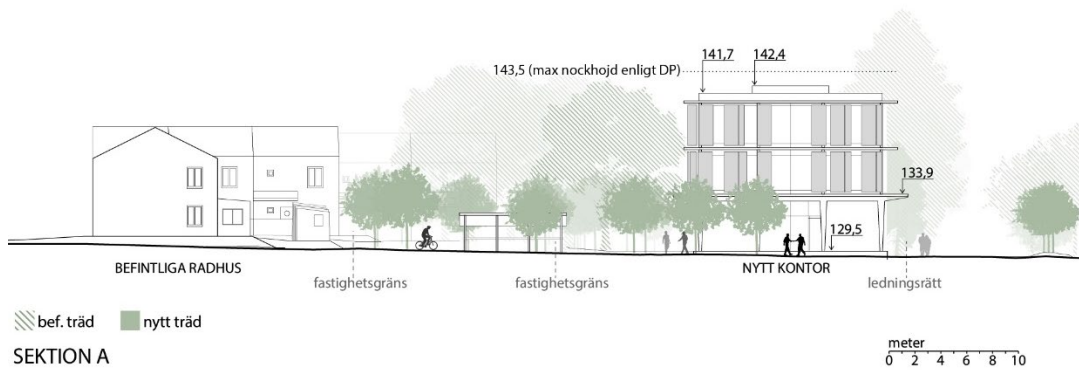 141,7
142,4
143,5 (max nockhojd enligt DP)
133,9
129,5
BEFINTLIGA RADHUS
NYTT KONTOR
fastighetsgräns
fastighetsgräns
ledningsrätt
bef. träd
nytt träd
SEKTION A
meter
0 2 4 6 8 10